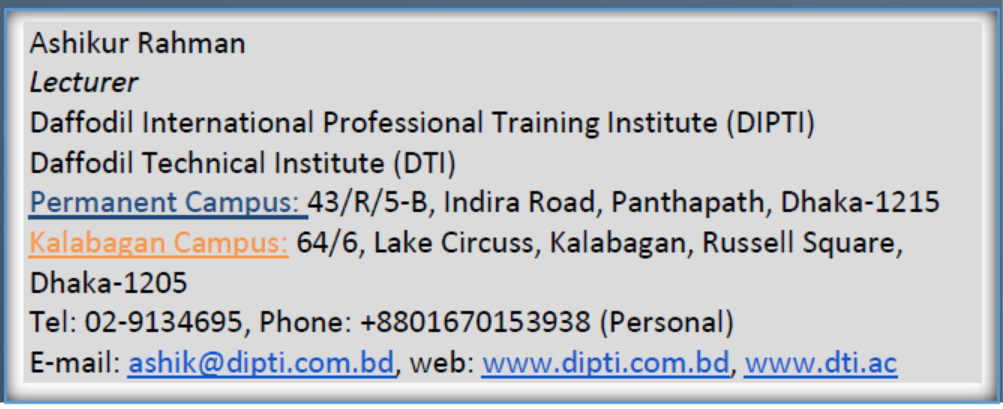 Ashikur Rahman
Lecturer
Daffodil International Professional Training Institute (DIPTI)
Daffodil Technical Institute (DTI)
Permanent Campus: 43/R/5-B, Indira Road, Panthapath, Dhaka-1215
Kalabagan Campus: 64/6, Lake Circuss, Kalabagan, Russell Square,
Dhaka-1205
Tel: 02-9134695, Phone: +8801670153938 (Personal)
E-mail: ashik@dipti.com.bd, web: www.dipti.com.bd, www.dti.ac